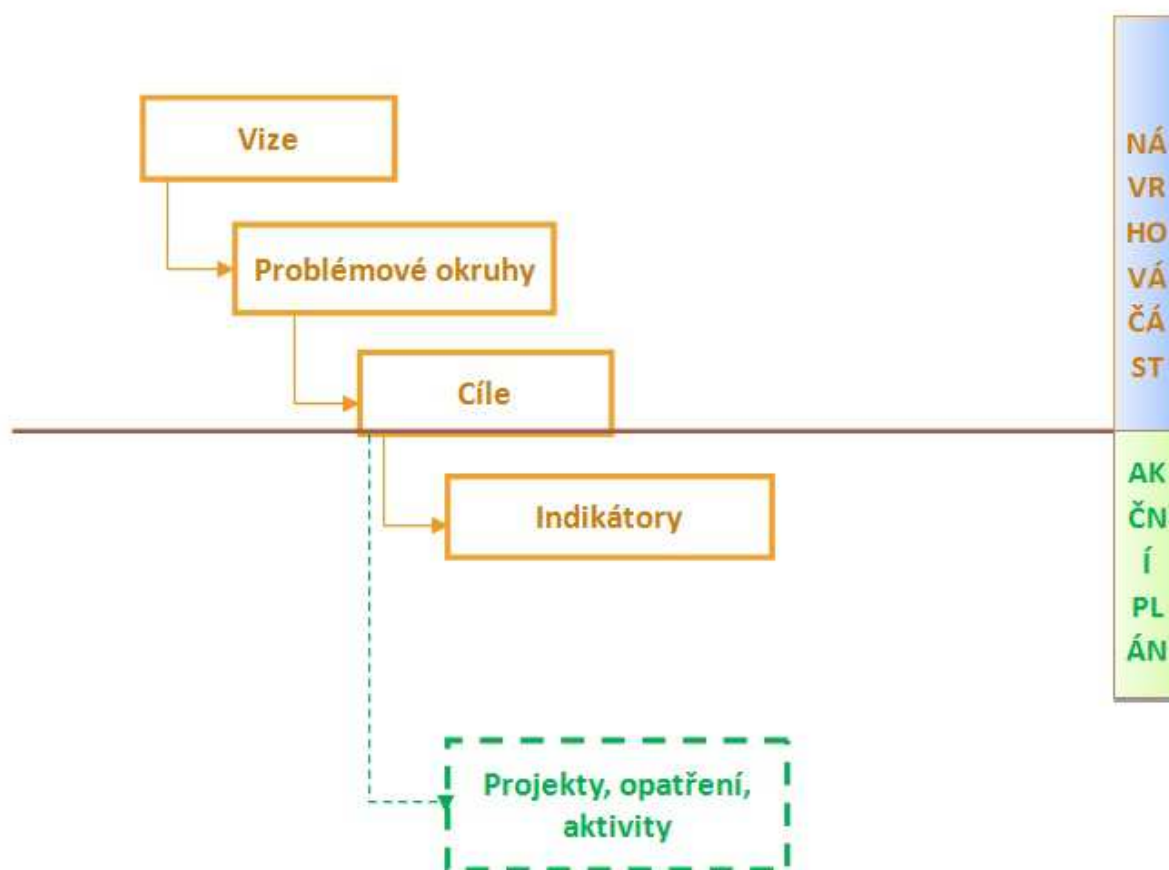 Vize
Problémové okruhy
Cíle
Indikátory
Projekty, opatření,
aktivity
NÁ
VR
HO
VÁ
ČÁ
ST
AK
ČN
Í
PL
ÁN